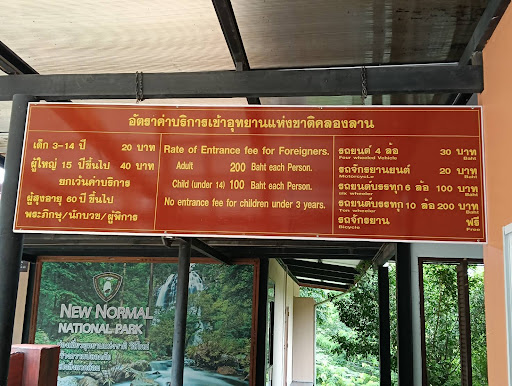 อัตราค่าบริการเข้าอุทยานแห่งชาติคลองลาน
เด็ก 3-14 ปี 20 บาท
ผู้ใหญ่ 15 ปีขึ้นไป 40 บาท
ยกเว้นค่าบริการ
ผู้สูงอายุ 60 ปี ขึ้นไป
พระภิกษุ/นักบวช/ผู้พิการ
Rate of Entrance fee for Foreigners.
Adult 200 Baht each Person.
Child (under 14) 100 Baht each Person.
No entrance fee for children under 3 years.
รถยนต์ 4 ล้อ 30 บาท
Four wheeled Vehicle Baht
รถจักรยานยนต์ 20 บาท
Motorcycle Baht
รถยนต์บรรทุก 6 ล้อ 100 บาท
Six wheeler Baht
รถยนต์บรรทุก 10 ล้อ 200 บาท
Ten wheeler Baht
รถจักรยาน ฟรี
Bicycle Free
NEW NORMAL
NATIONAL PARK